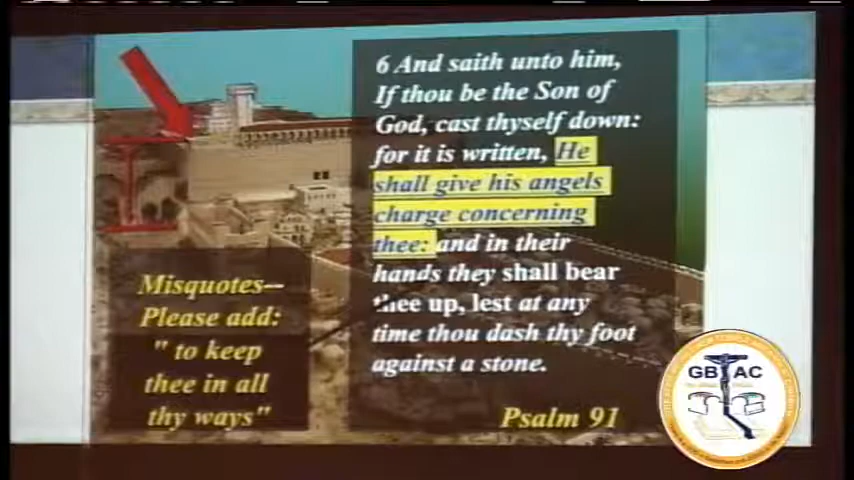 6 And saith unto him,
If thou be the Son of
God, cast thyself down:
for it is written, He
shall give his angels
charge concerning
thee: and in their
hands they shall bear
thee up, lest at any
time thou dash thy foot
against a stone.
Psalm 91
Misquotes--
Please add:
" to keep
thee in all
thy ways"
GB AC